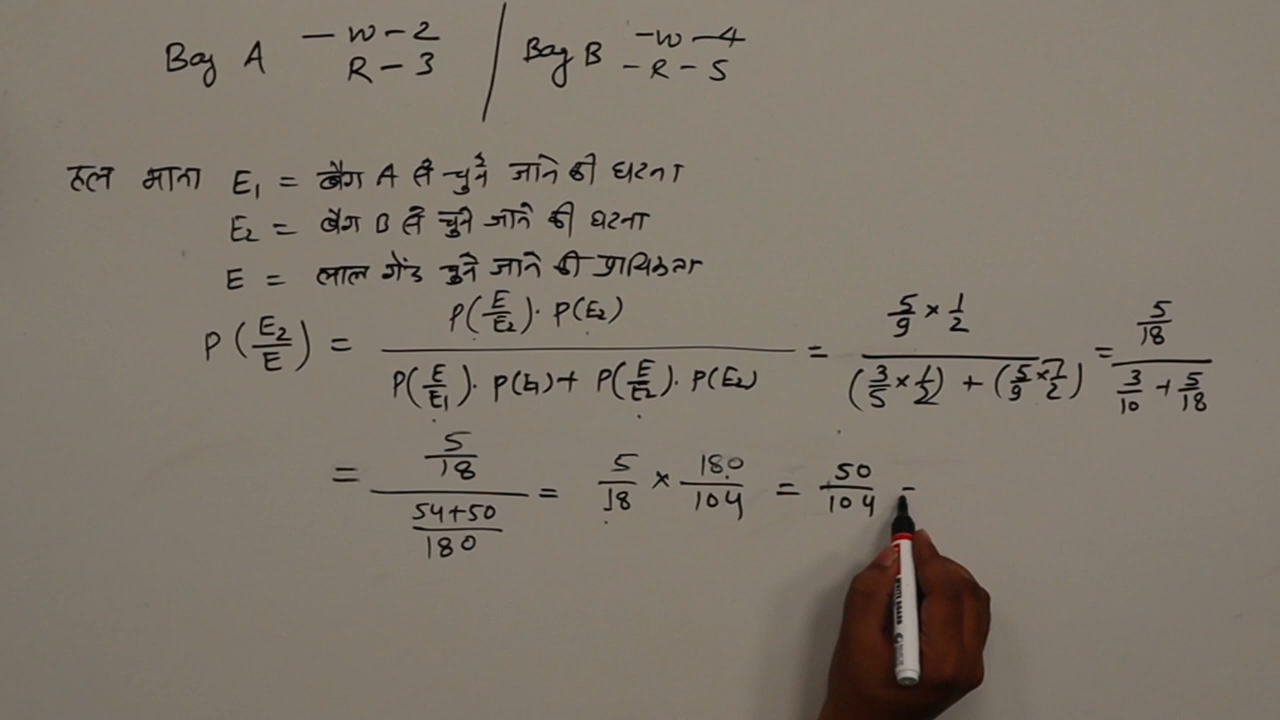 Bag A - W - 2 / Bag B - W - 4
R - 3 - R - 5
हल माना E₁ = बैग A से चुने जाने की घटना
E₂ = बैग B से चुने जाने की घटना
E = लाल गेंद चुने जाने की प्रायिकता
P(E₂/E) = P(E/E₂). P(E₂) / P(E/E₁). P(E₁) + P(E/E₂). P(E₂) = 5/9 × 1/2 / (3/5 × 1/2) + (5/9 × 1/2) = 5/18 / 3/10 + 5/18
= 5/18 / 54+50/180 = 5/18 × 180/104 = 50/104 -